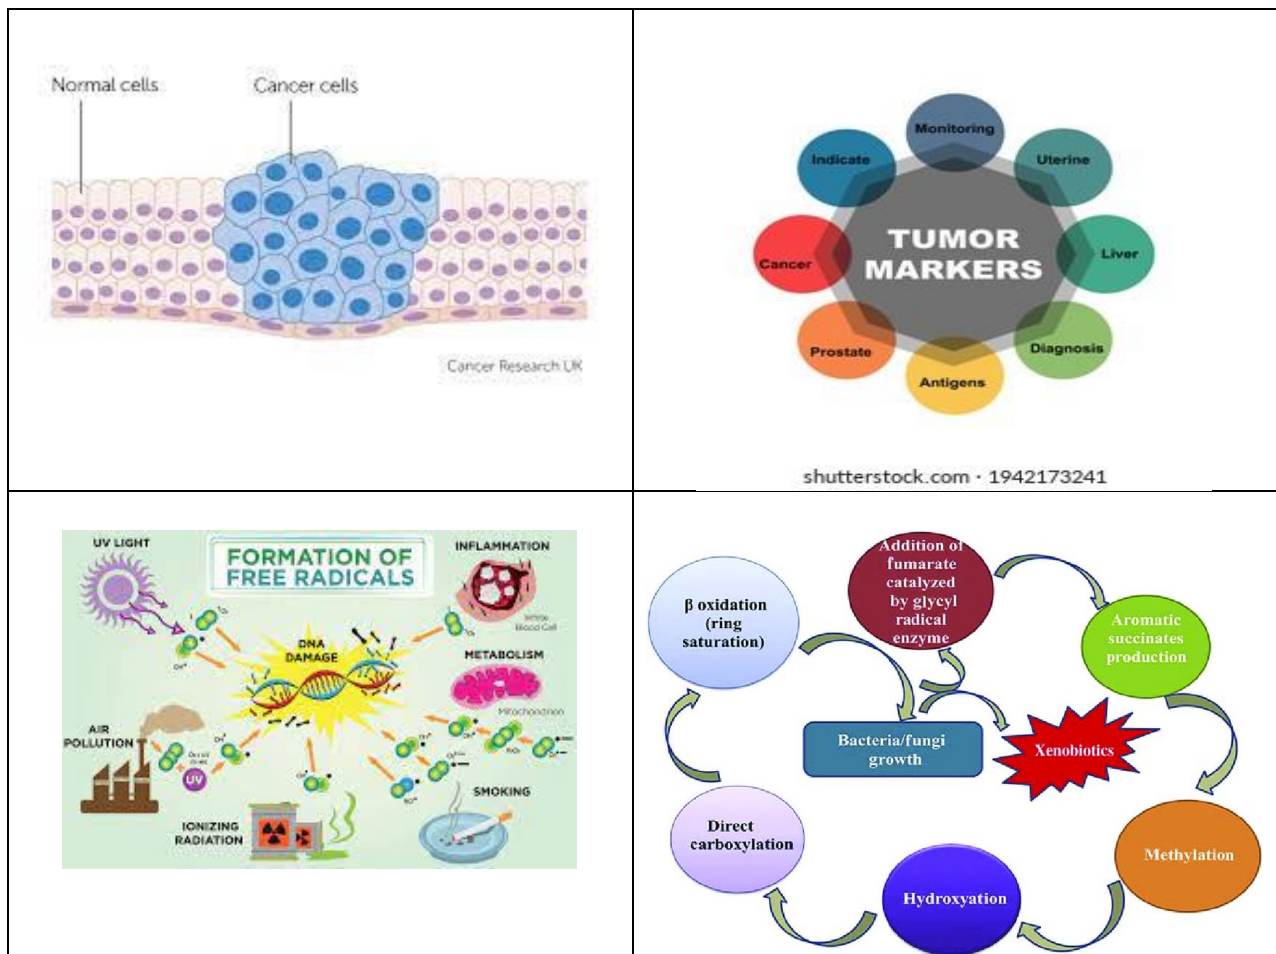 Normal cells
Cancer cells
Cancer Research UK
Monitoring
Indicate
Uterine
TUMOR
MARKERS
Cancer
Liver
Prostate
Diagnosis
Antigens
shutterstock.com · 1942173241
UV LIGHT
FORMATION OF
FREE RADICALS
INFLAMMATION
White
Blood Cell
DNA
DAMAGE
METABOLISM
Mitochondrion
AIR
POLLUTION
UV
SMOKING
IONIZING
RADIATION
Addition of
fumarate
catalyzed
by glycyl
radical
enzyme
β oxidation
(ring
saturation)
Aromatic
succinates
production
Bacteria/fungi
growth
Xenobiotics
Direct
carboxylation
Methylation
Hydroxyation